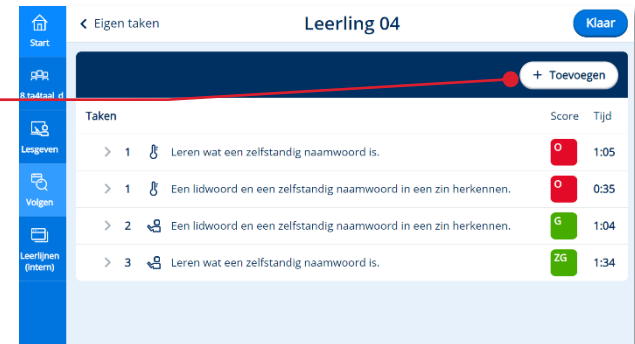 Start
8.ta4taal_d
Lesgeven
Volgen
Leerlijnen
(intern)
Eigen taken
Leerling 04
Klaar
+ Toevoegen
Taken Score Tijd
1 Leren wat een zelfstandig naamwoord is. O 1:05
1 Een lidwoord en een zelfstandig naamwoord in een zin herkennen. O 0:35
2 Een lidwoord en een zelfstandig naamwoord in een zin herkennen. G 1:04
3 Leren wat een zelfstandig naamwoord is. ZG 1:34